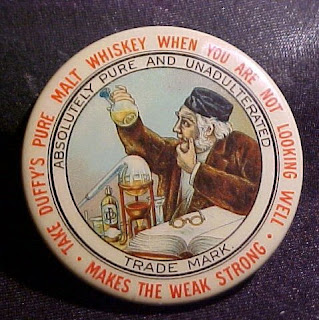 TAKE DUFFY'S PURE MALT WHISKEY WHEN YOU ARE NOT LOOKING WELL •
MAKES THE WEAK STRONG •
ABSOLUTELY PURE AND UNADULTERATED
TRADE MARK.